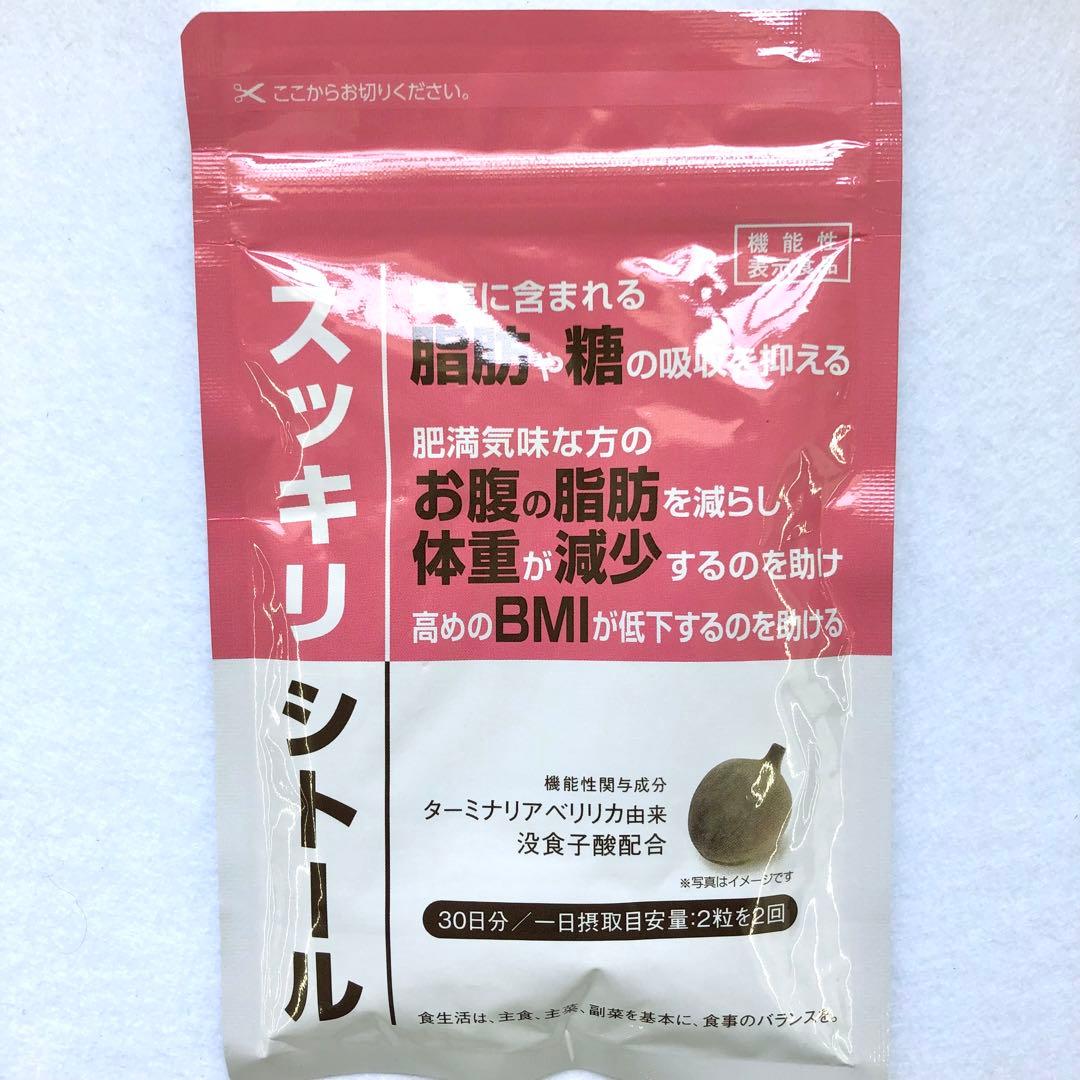 ここからお切りください。
機能性
表示食品
スッキリシトール
に含まれる
脂肪や糖の吸収を抑える
肥満気味な方の
お腹の脂肪を減らし
体重が減少するのを助け
高めのBMIが低下するのを助ける
機能性関与成分
ターミナリアベリリカ由来
没食子酸配合
※写真はイメージです
30日分/一日摂取目安量:2粒を2回
食生活は、主食、主菜、副菜を基本に、食事のバランスを。